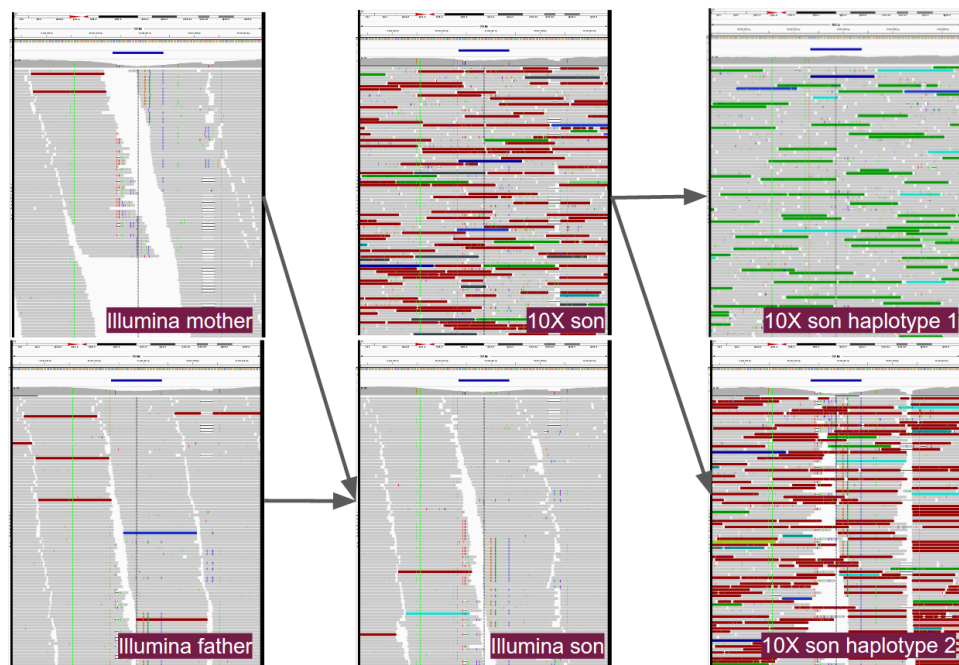 Illumina mother
10X son
10X son haplotype 1
Illumina father
Illumina son
10X son haplotype 2